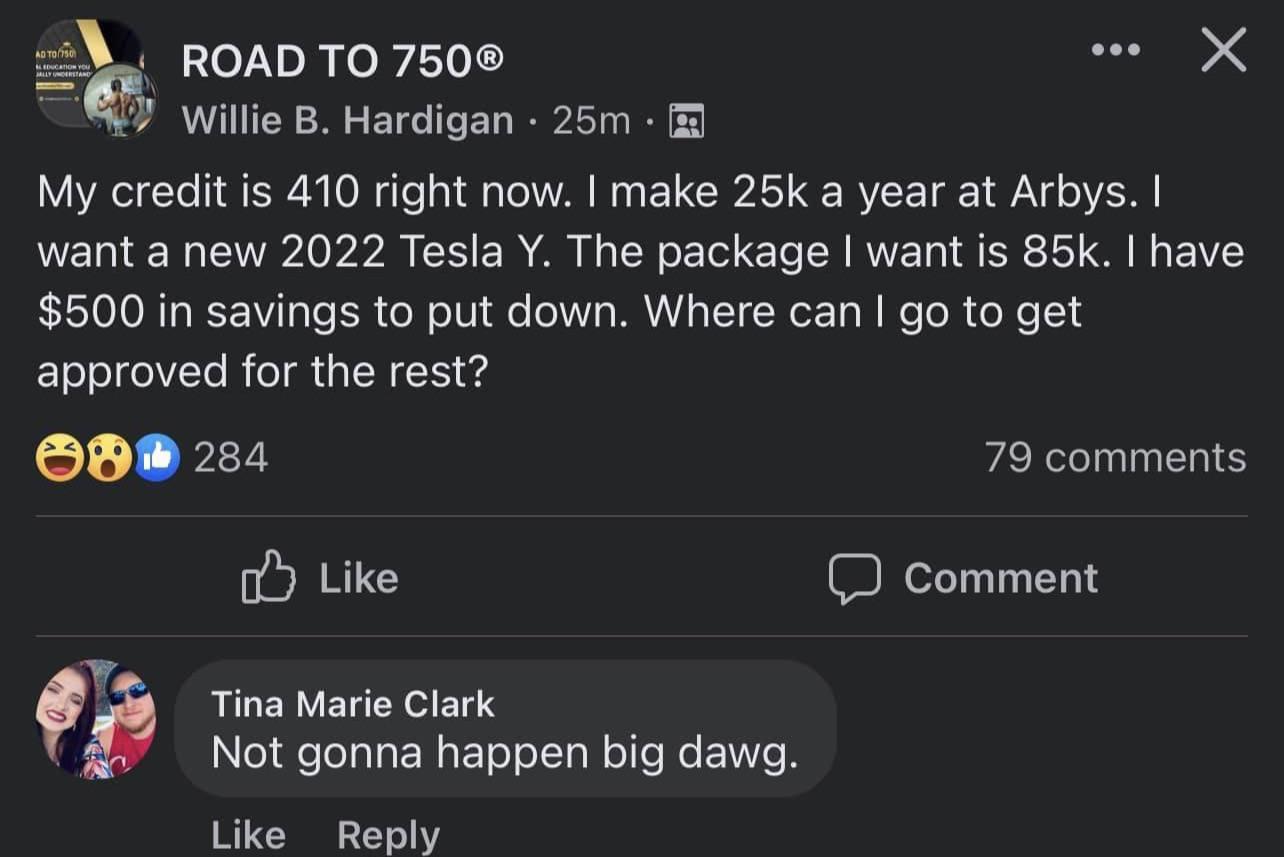 AD TO 750
ROAD TO 750®
Willie B. Hardigan · 25m ·
My credit is 410 right now. I make 25k a year at Arbys. I
want a new 2022 Tesla Y. The package I want is 85k. I have
$500 in savings to put down. Where can I go to get
approved for the rest?
284
79 comments
Like
Comment
Tina Marie Clark
Not gonna happen big dawg.
Like Reply